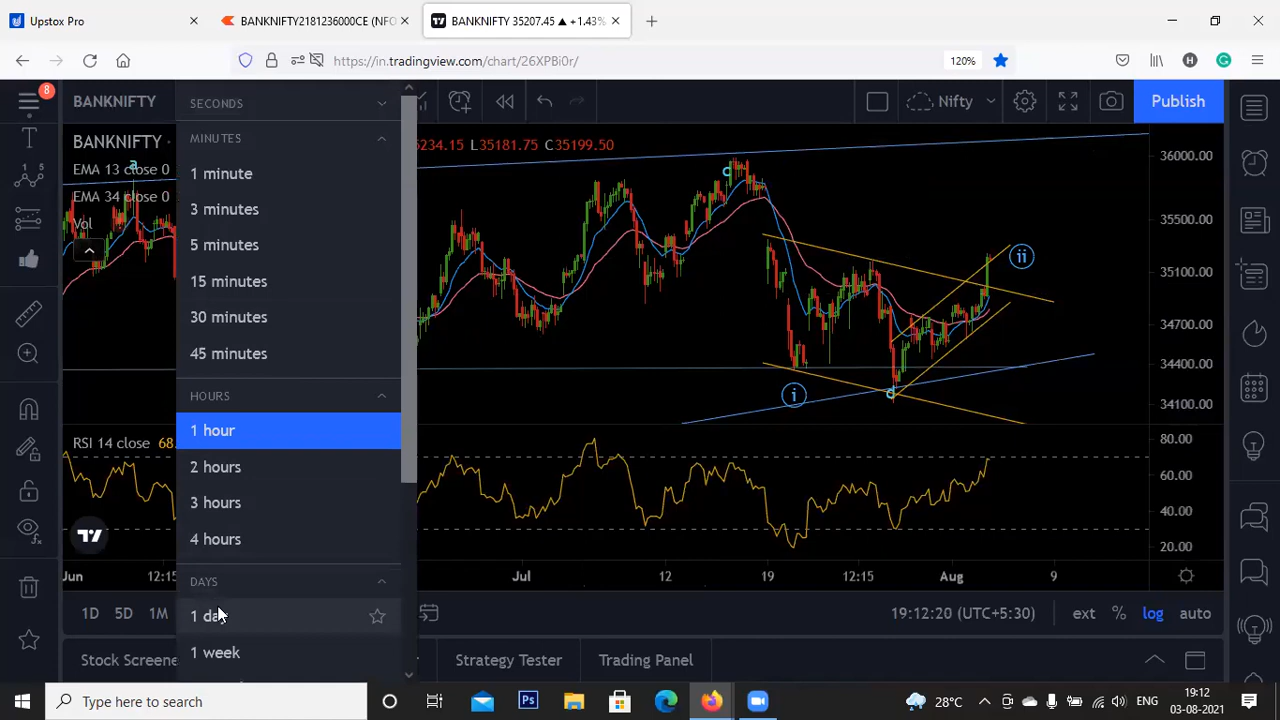 Upstox Pro
BANKNIFTY2181236000CE (NFO
BANKNIFTY 35207.45 ▲ +1.43%
https://in.tradingview.com/chart/26XPBi0r/
120%
8
BANKNIFTY
SECONDS
Nifty
Publish
BANKNIFTY
MINUTES
5234.15 L35181.75 C35199.50
a
EMA 13 close 0
EMA 34 close 0
Vol
1 minute
3 minutes
5 minutes
15 minutes
30 minutes
45 minutes
HOURS
1 hour
2 hours
3 hours
4 hours
DAYS
1 day
1 week
c
ii
i
d
36000.00
35500.00
35100.00
34700.00
34400.00
34100.00
RSI 14 close 68.
80.00
60.00
40.00
20.00
Jun
12:15
Jul
12
19
12:15
Aug
9
1D
5D
1M
19:12:20 (UTC+5:30)
ext
%
log
auto
Stock Screene
Strategy Tester
Trading Panel
Type here to search
28°C
ENG
19:12
03-08-2021